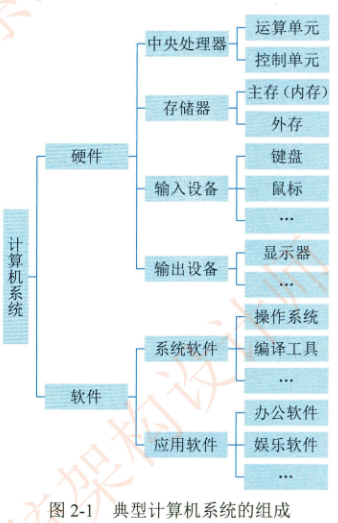 计算机系统
硬件
中央处理器
运算单元
控制单元
存储器
主存（内存）
外存
输入设备
键盘
鼠标
…
输出设备
显示器
…
软件
系统软件
操作系统
编译工具
…
应用软件
办公软件
娱乐软件
…
图 2-1 典型计算机系统的组成